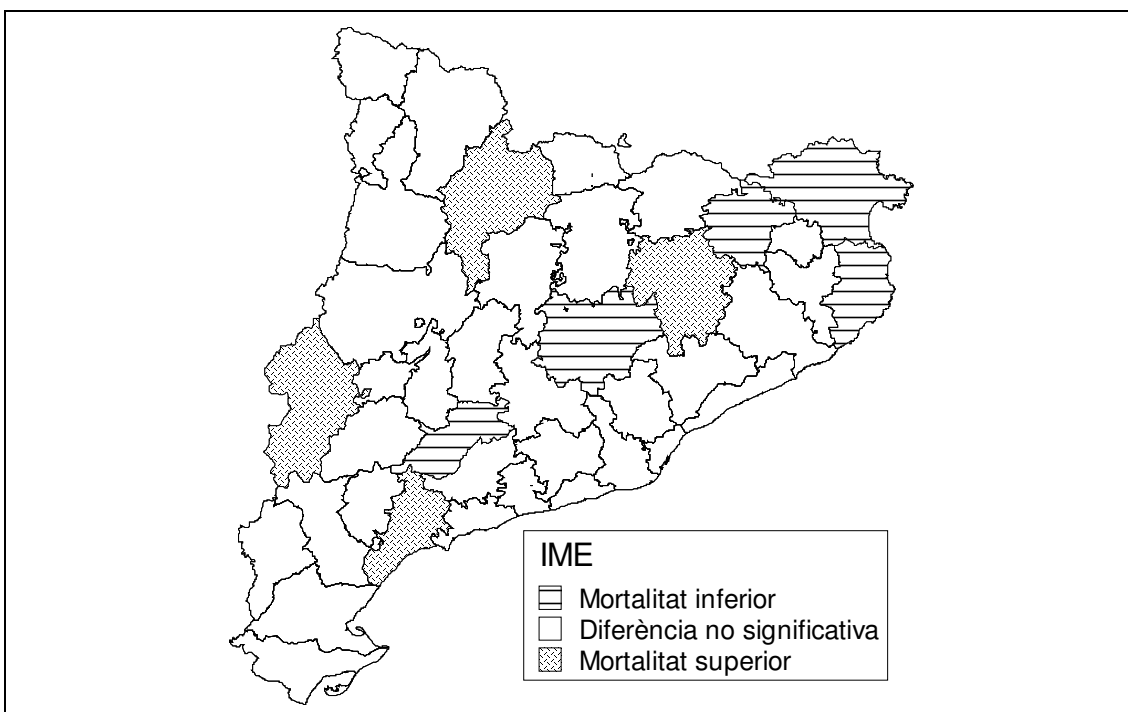 IME
Mortalitat inferior
Diferència no significativa
Mortalitat superior